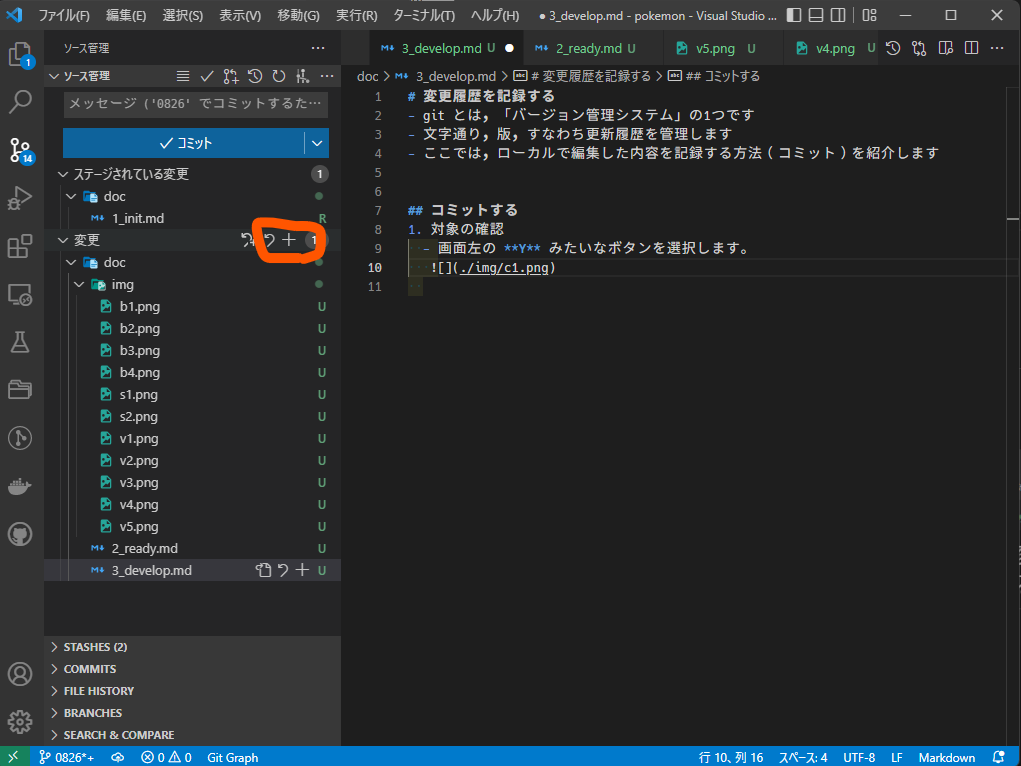 ファイル(F) 編集(E) 選択(S) 表示(V) 移動(G) 実行(R) ターミナル(T) ヘルプ(H) ● 3_develop.md - pokemon - Visual Studio ...
ソース管理
3_develop.md U
2_ready.md U
v5.png U
v4.png U
1
ソース管理
doc > 3_develop.md > # 変更履歴を記録する > ## コミットする
メッセージ ('0826' でコミットするた…
コミット
14
ステージされている変更 1
doc
1_init.md R
変更 1
doc
img
b1.png U
b2.png U
b3.png U
b4.png U
s1.png U
s2.png U
v1.png U
v2.png U
v3.png U
v4.png U
v5.png U
2_ready.md U
3_develop.md U
STASHES (2)
COMMITS
FILE HISTORY
BRANCHES
SEARCH & COMPARE
1 # 変更履歴を記録する
2 - git とは，「バージョン管理システム」の1つです
3 - 文字通り，版，すなわち更新履歴を管理します
4 - ここでは，ローカルで編集した内容を記録する方法（コミット）を紹介します
5
6
7 ## コミットする
8 1. 対象の確認
9 - 画面左の **Y** みたいなボタンを選択します。
10 ![](./img/c1.png)
11
0826*+ 0 0 Git Graph 行 10、列 16 スペース: 4 UTF-8 LF Markdown